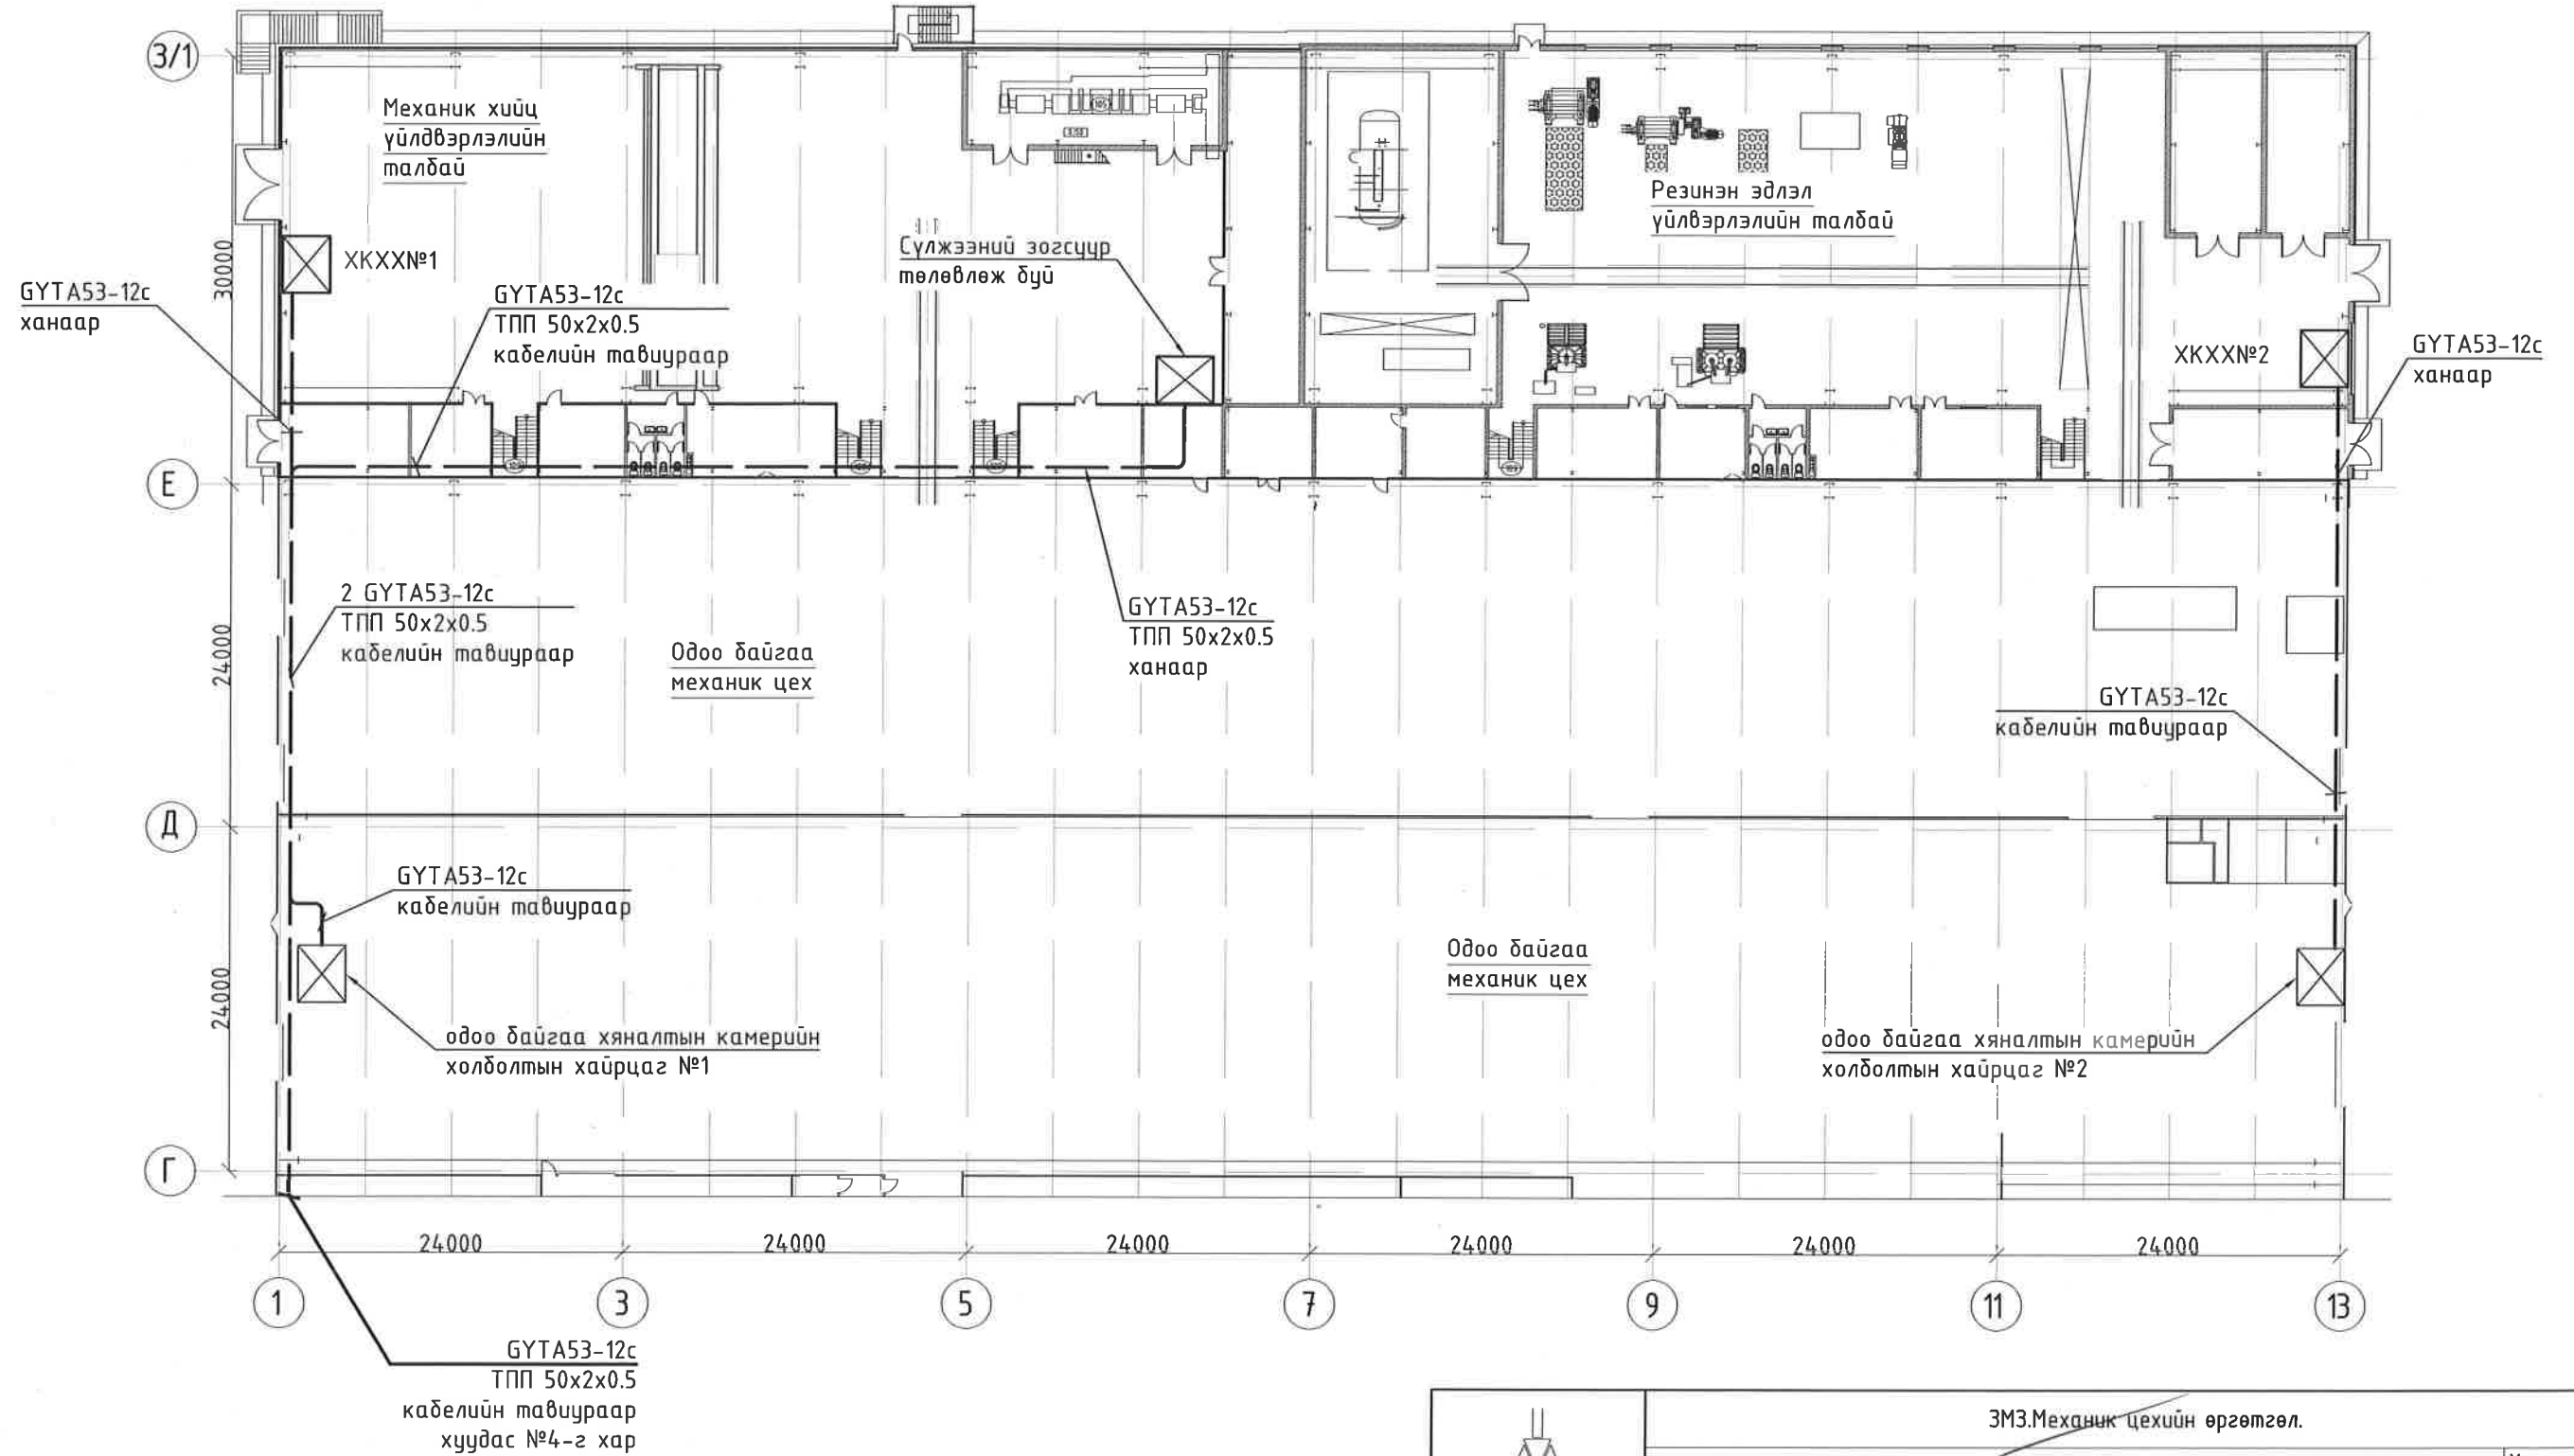 3/1
Механик хийц
үйлдвэрлэлийн
талбай
Резинэн эдлэл
үйлвэрлэлийн талбай
30000
ХКХХ№1
Сүлжээний зогсуур
төлөвлөж буй
GYTA53-12c
ханаар
GYTA53-12c
ТПП 50x2x0.5
кабелийн тавиураар
ХКХХ№2
GYTA53-12c
ханаар
Е
24000
2 GYTA53-12c
ТПП 50x2x0.5
кабелийн тавиураар
Одоо байгаа
механик цех
GYTA53-12c
ТПП 50x2x0.5
ханаар
GYTA53-12c
кабелийн тавиураар
Д
24000
GYTA53-12c
кабелийн тавиураар
Одоо байгаа
механик цех
одоо байгаа хяналтын камерийн
холболтын хайрцаг №1
одоо байгаа хяналтын камерийн
холболтын хайрцаг №2
Г
24000 24000 24000 24000 24000 24000
1 3 5 7 9 11 13
GYTA53-12c
ТПП 50x2x0.5
кабелийн тавиураар
хуудас №4-г хар
ЗМЗ.Механик цехийн өргөтгөл.